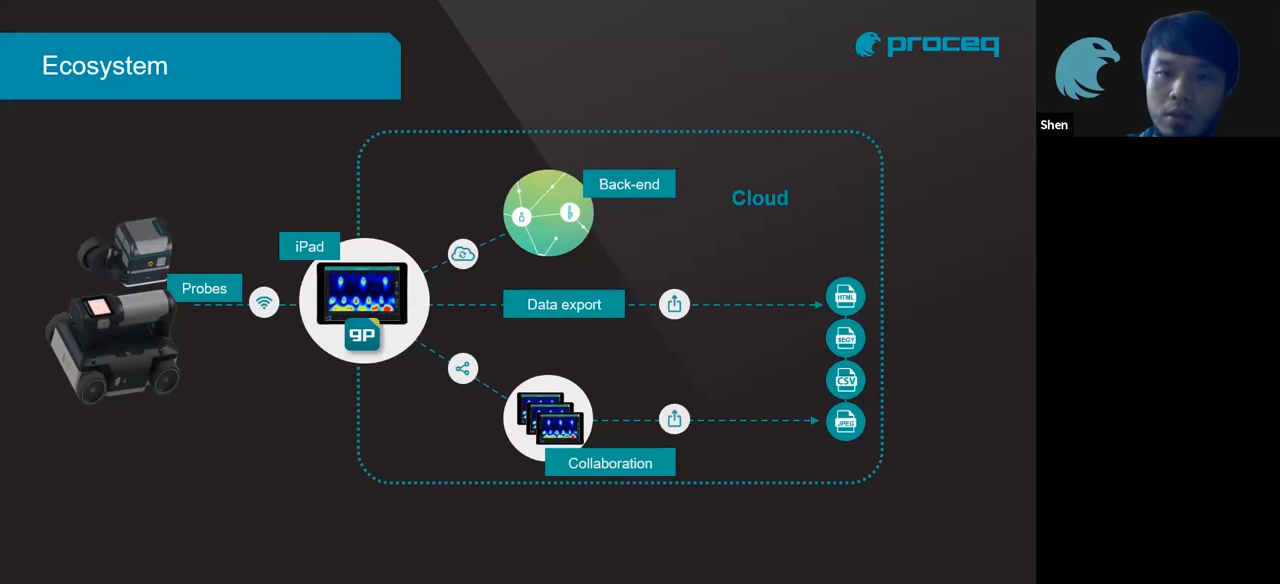 Ecosystem
proceq
Shen
Cloud
Back-end
iPad
Probes
gp
Data export
HTML
SEGY
CSV
JPEG
Collaboration